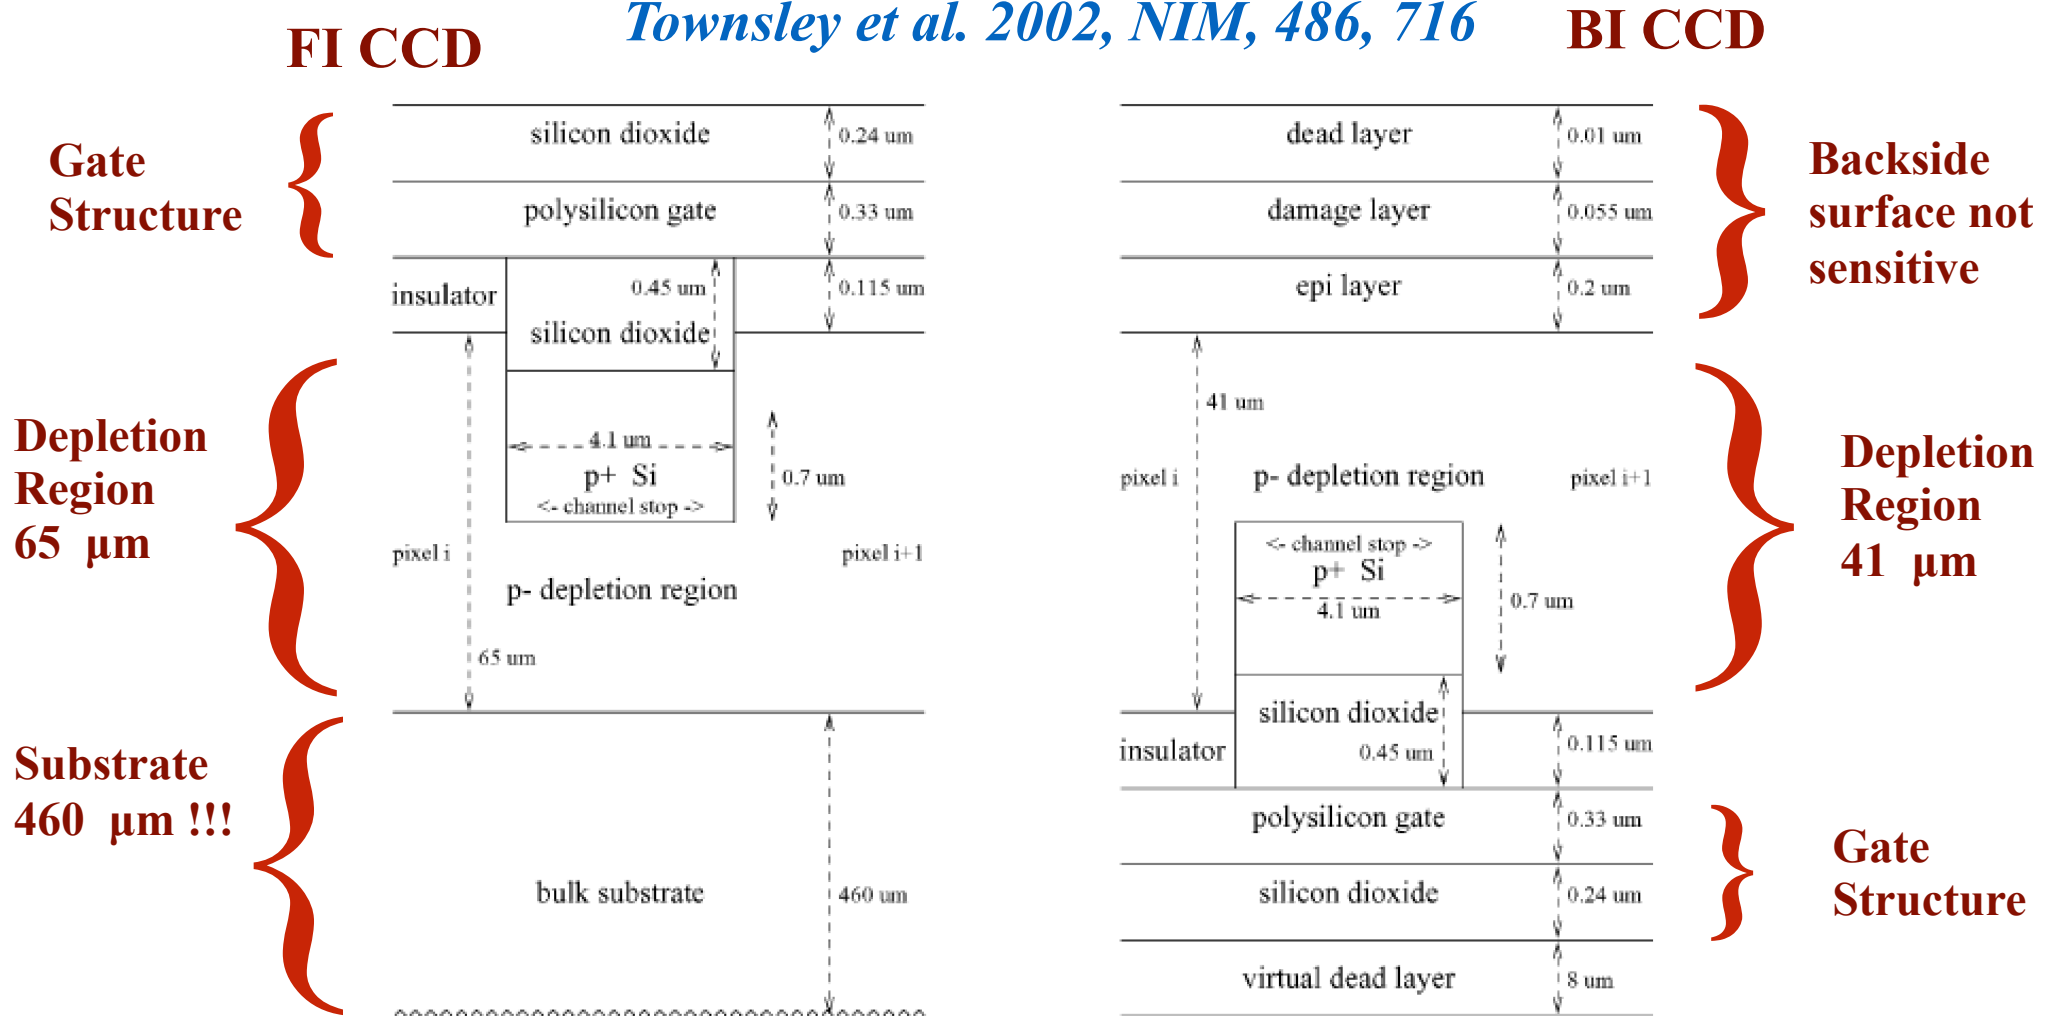 Townsley et al. 2002, NIM, 486, 716
FI CCD
BI CCD
Gate
Structure
silicon dioxide
0.24 um
polysilicon gate
0.33 um
insulator
0.45 um
0.115 um
silicon dioxide
Depletion
Region
65 μm
4.1 um
p+ Si
<- channel stop ->
0.7 um
pixel i
pixel i+1
p- depletion region
65 um
Substrate
460 μm !!!
bulk substrate
460 um
dead layer
0.01 um
damage layer
0.055 um
epi layer
0.2 um
Backside
surface not
sensitive
41 um
pixel i
p- depletion region
pixel i+1
<- channel stop ->
p+ Si
4.1 um
0.7 um
Depletion
Region
41 μm
silicon dioxide
insulator
0.45 um
0.115 um
polysilicon gate
0.33 um
silicon dioxide
0.24 um
Gate
Structure
virtual dead layer
8 um